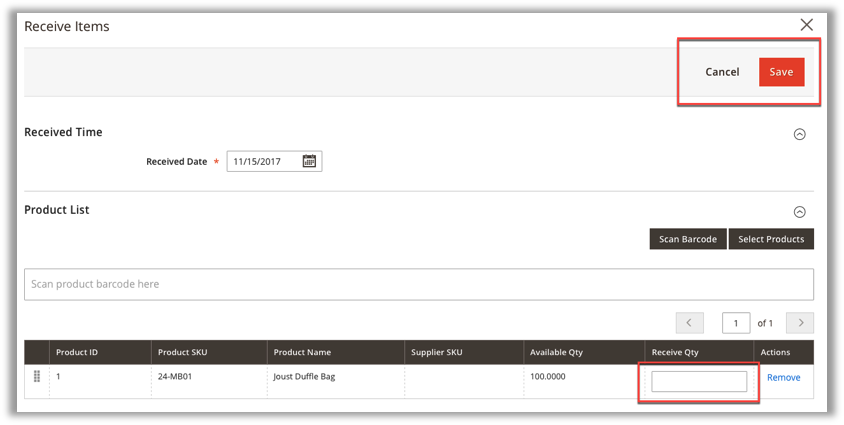 Receive Items
Cancel Save
Received Time
Received Date * 11/15/2017
Product List
Scan Barcode Select Products
Scan product barcode here
1 of 1
Product ID Product SKU Product Name Supplier SKU Available Qty Receive Qty Actions
1 24-MB01 Joust Duffle Bag 100.0000 Remove